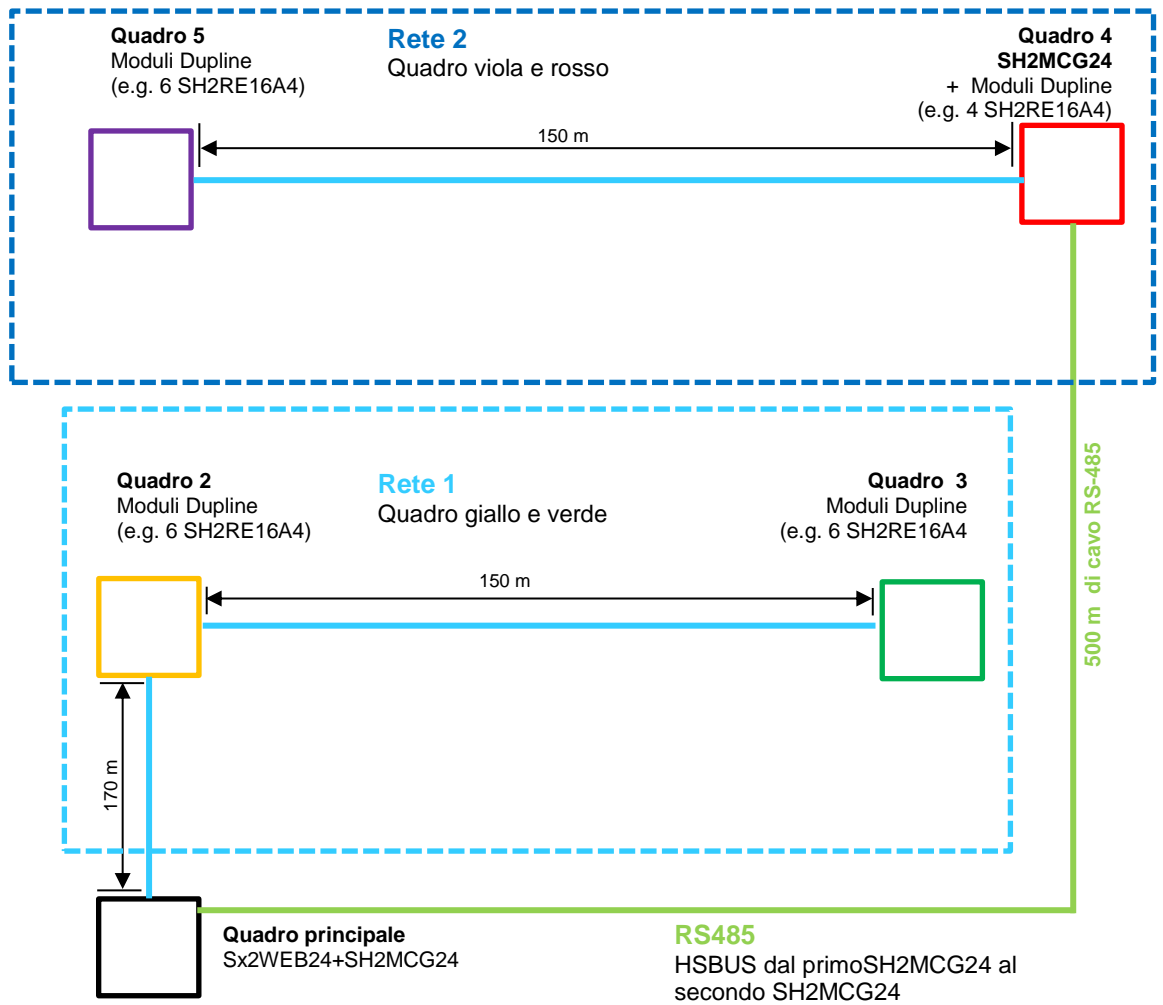 Quadro 5
Moduli Dupline
(e.g. 6 SH2RE16A4)
Rete 2
Quadro viola e rosso
Quadro 4
SH2MCG24
+ Moduli Dupline
(e.g. 4 SH2RE16A4)
150 m
Quadro 2
Moduli Dupline
(e.g. 6 SH2RE16A4)
Rete 1
Quadro giallo e verde
Quadro 3
Moduli Dupline
(e.g. 6 SH2RE16A4
150 m
500 m di cavo RS-485
170 m
Quadro principale
Sx2WEB24+SH2MCG24
RS485
HSBUS dal primoSH2MCG24 al
secondo SH2MCG24